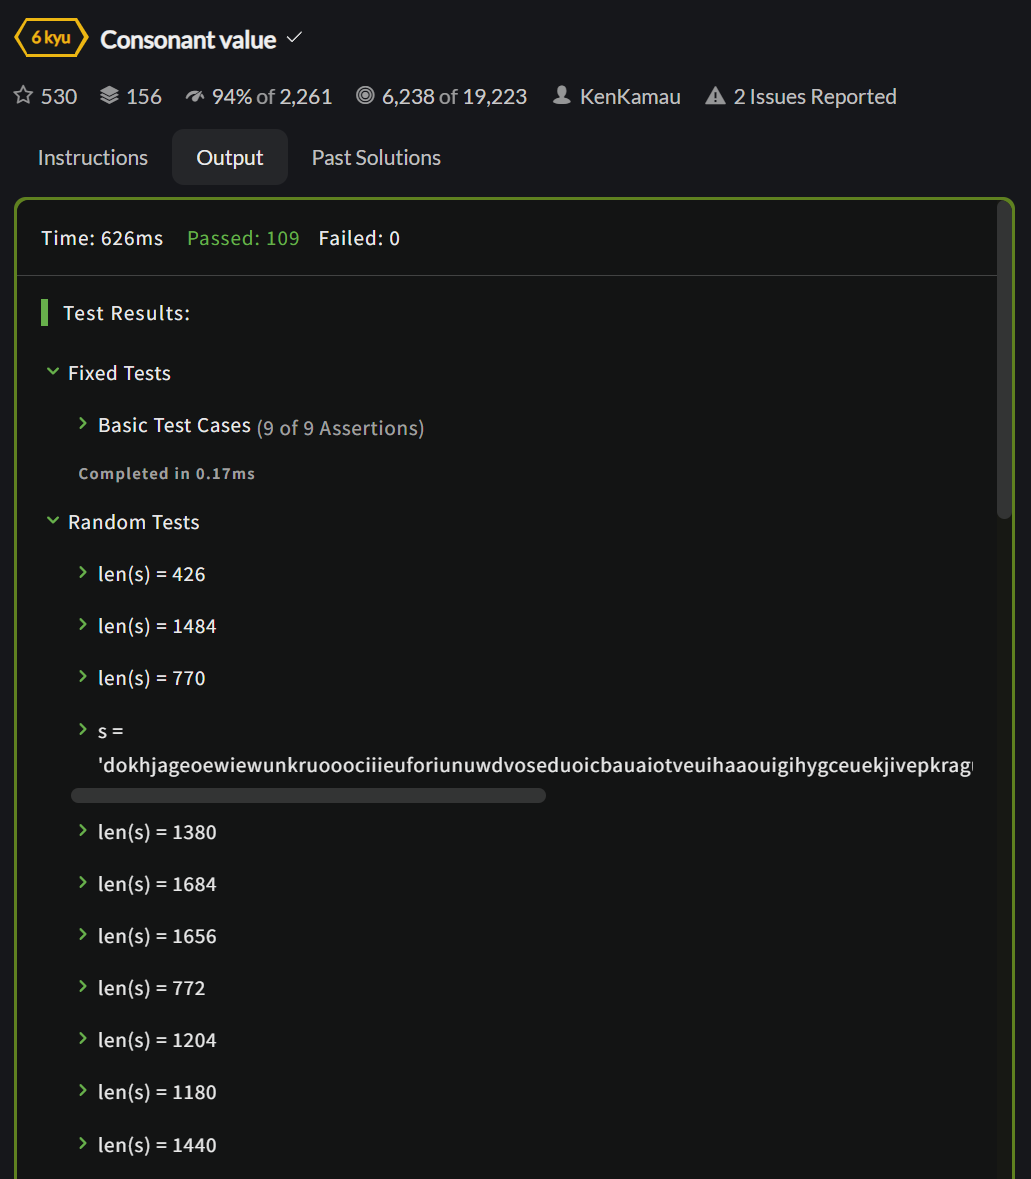 6 kyu Consonant value
530 156 94% of 2,261 6,238 of 19,223 KenKamau 2 Issues Reported
Instructions Output Past Solutions
Time: 626ms Passed: 109 Failed: 0
Test Results:
Fixed Tests
Basic Test Cases (9 of 9 Assertions)
Completed in 0.17ms
Random Tests
len(s) = 426
len(s) = 1484
len(s) = 770
s =
'dokhjageoewiewunkruooociiieuforiunuwdvoseduoicbauaiotveuihaaouigihygceuekjivepkrag
len(s) = 1380
len(s) = 1684
len(s) = 1656
len(s) = 772
len(s) = 1204
len(s) = 1180
len(s) = 1440